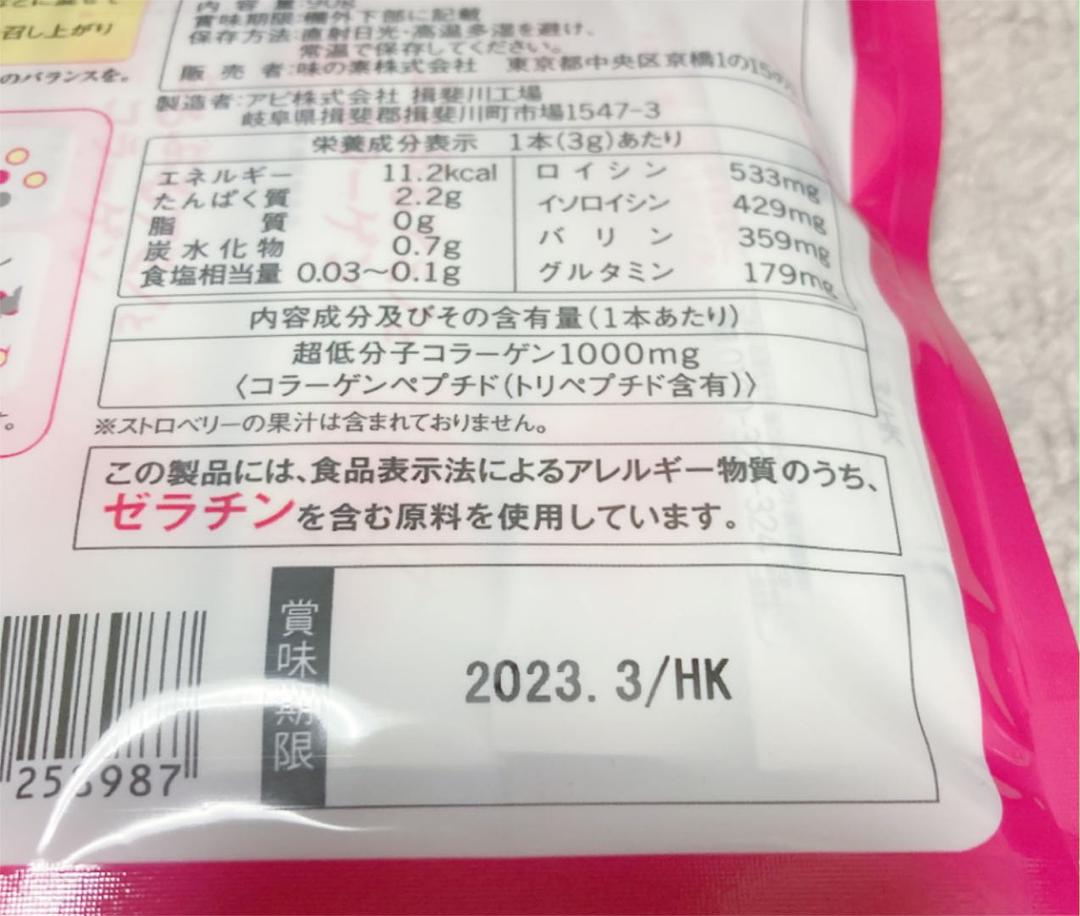 召し上がり
のバランスを。
内容量:90g
賞味期限:欄外下部に記載
保存方法:直射日光・高温多湿を避け、
常温で保存してください。
販売者:味の素株式会社 東京都中央区京橋1の15の
製造者:アピ株式会社 揖斐川工場
岐阜県揖斐郡揖斐川町市場1547-3
栄養成分表示 1本(3g)あたり
エネルギー 11.2kcal ロイシン 533mg
たんぱく質 2.2g イソロイシン 429mg
脂質 0g バリン 359mg
炭水化物 0.7g グルタミン 179mg
食塩相当量 0.03〜0.1g
内容成分及びその含有量(1本あたり)
超低分子コラーゲン1000mg
〈コラーゲンペプチド(トリペプチド含有)〉
※ストロベリーの果汁は含まれておりません。
この製品には、食品表示法によるアレルギー物質のうち、
ゼラチンを含む原料を使用しています。
賞味期限
2023. 3/HK
253987